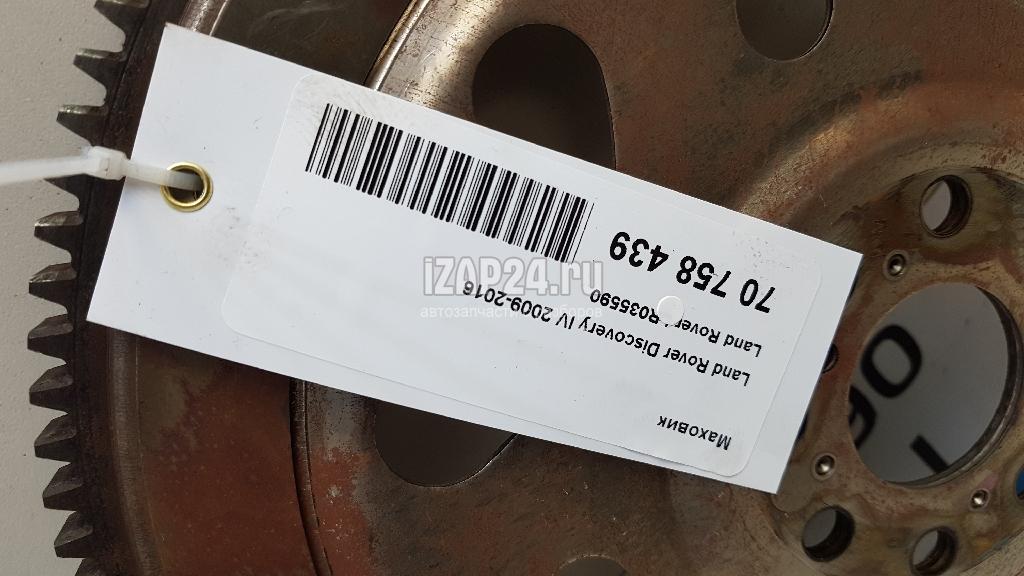 Маховик
Land Rover Discovery IV 2009-2016
Land Rover R035590
70 758 439
iZAP24.ru